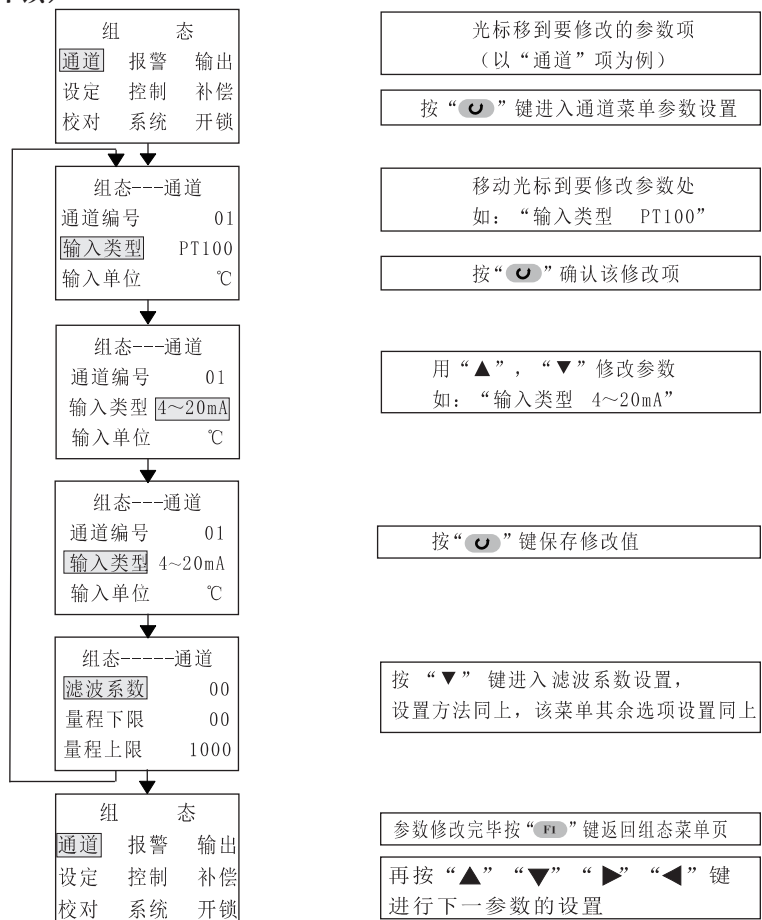 组 态
通道 报警 输出
设定 控制 补偿
校对 系统 开锁
光标移到要修改的参数项
（以“通道”项为例）
按“ ”键进入通道菜单参数设置
组态---通道
通道编号 01
输入类型 PT100
输入单位 ℃
移动光标到要修改参数处
如：“输入类型 PT100”
按“ ”确认该修改项
组态---通道
通道编号 01
输入类型 4～20mA
输入单位 ℃
用“▲”，“▼”修改参数
如：“输入类型 4～20mA”
组态---通道
通道编号 01
输入类型 4~20mA
输入单位 ℃
按“ ”键保存修改值
组态-----通道
滤波系数 00
量程下限 00
量程上限 1000
按 “▼” 键进入滤波系数设置，
设置方法同上，该菜单其余选项设置同上
组 态
通道 报警 输出
设定 控制 补偿
校对 系统 开锁
参数修改完毕按“F1”键返回组态菜单页
再按“▲”“▼”“▶”“◀”键
进行下一参数的设置